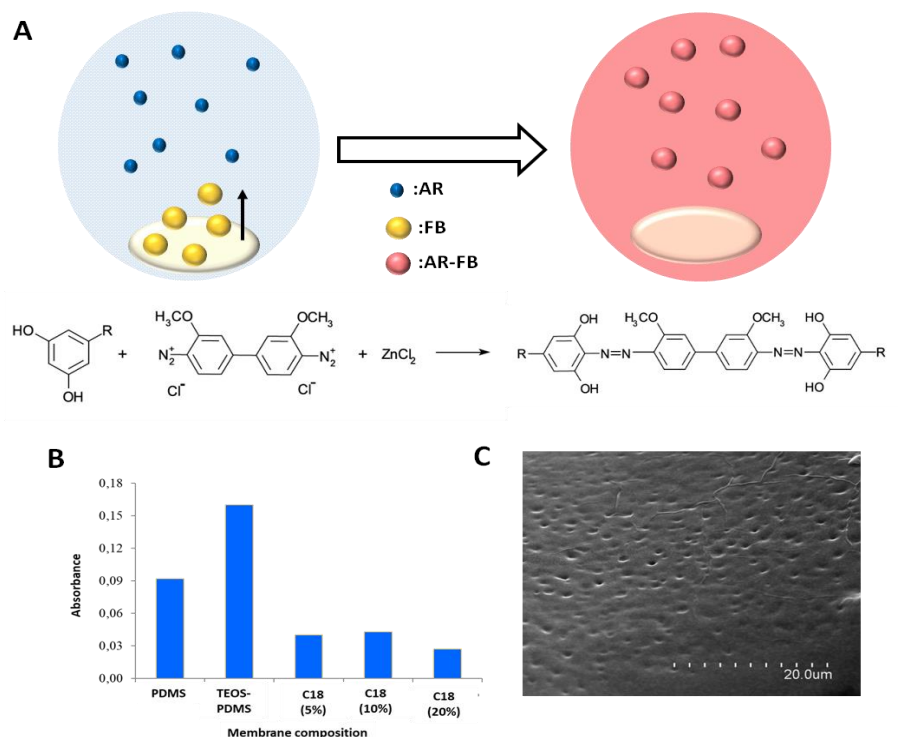 A
:AR
:FB
:AR-FB
HO
R
OH
+
CH₃O
OCH₃
N₂⁺
N₂⁺
Cl⁻
Cl⁻
+ ZnCl₂
OH
R
OH
N=N
H₃CO
OCH₃
N=N
HO
R
HO
B
Absorbance
0,18
0,15
0,12
0,09
0,06
0,03
0,00
PDMS
TEOS-
PDMS
C18
(5%)
C18
(10%)
C18
(20%)
Membrane composition
C
20.0um